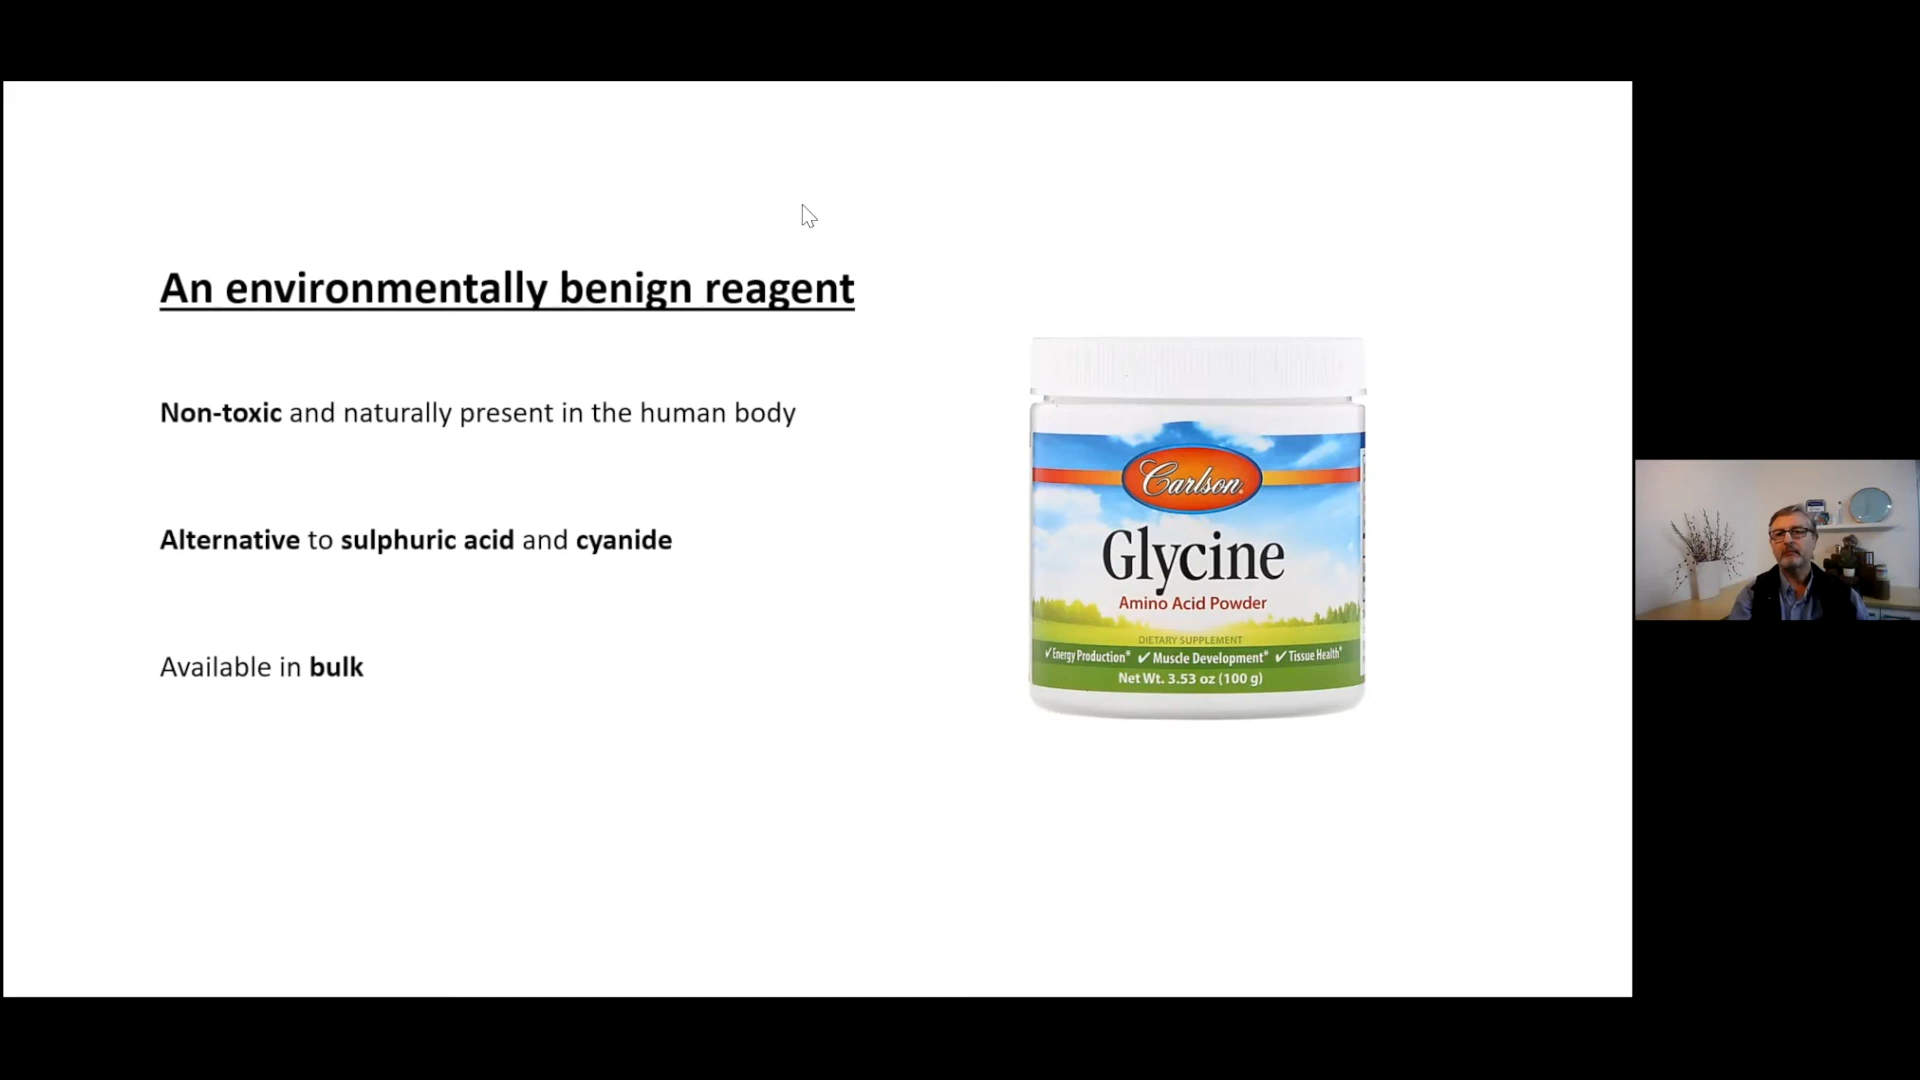 An environmentally benign reagent
Non-toxic and naturally present in the human body
Alternative to sulphuric acid and cyanide
Available in bulk
Carlson
Glycine
Amino Acid Powder
DIETARY SUPPLEMENT
✓Energy Production* ✓Muscle Development* ✓Tissue Health*
Net Wt. 3.53 oz (100 g)